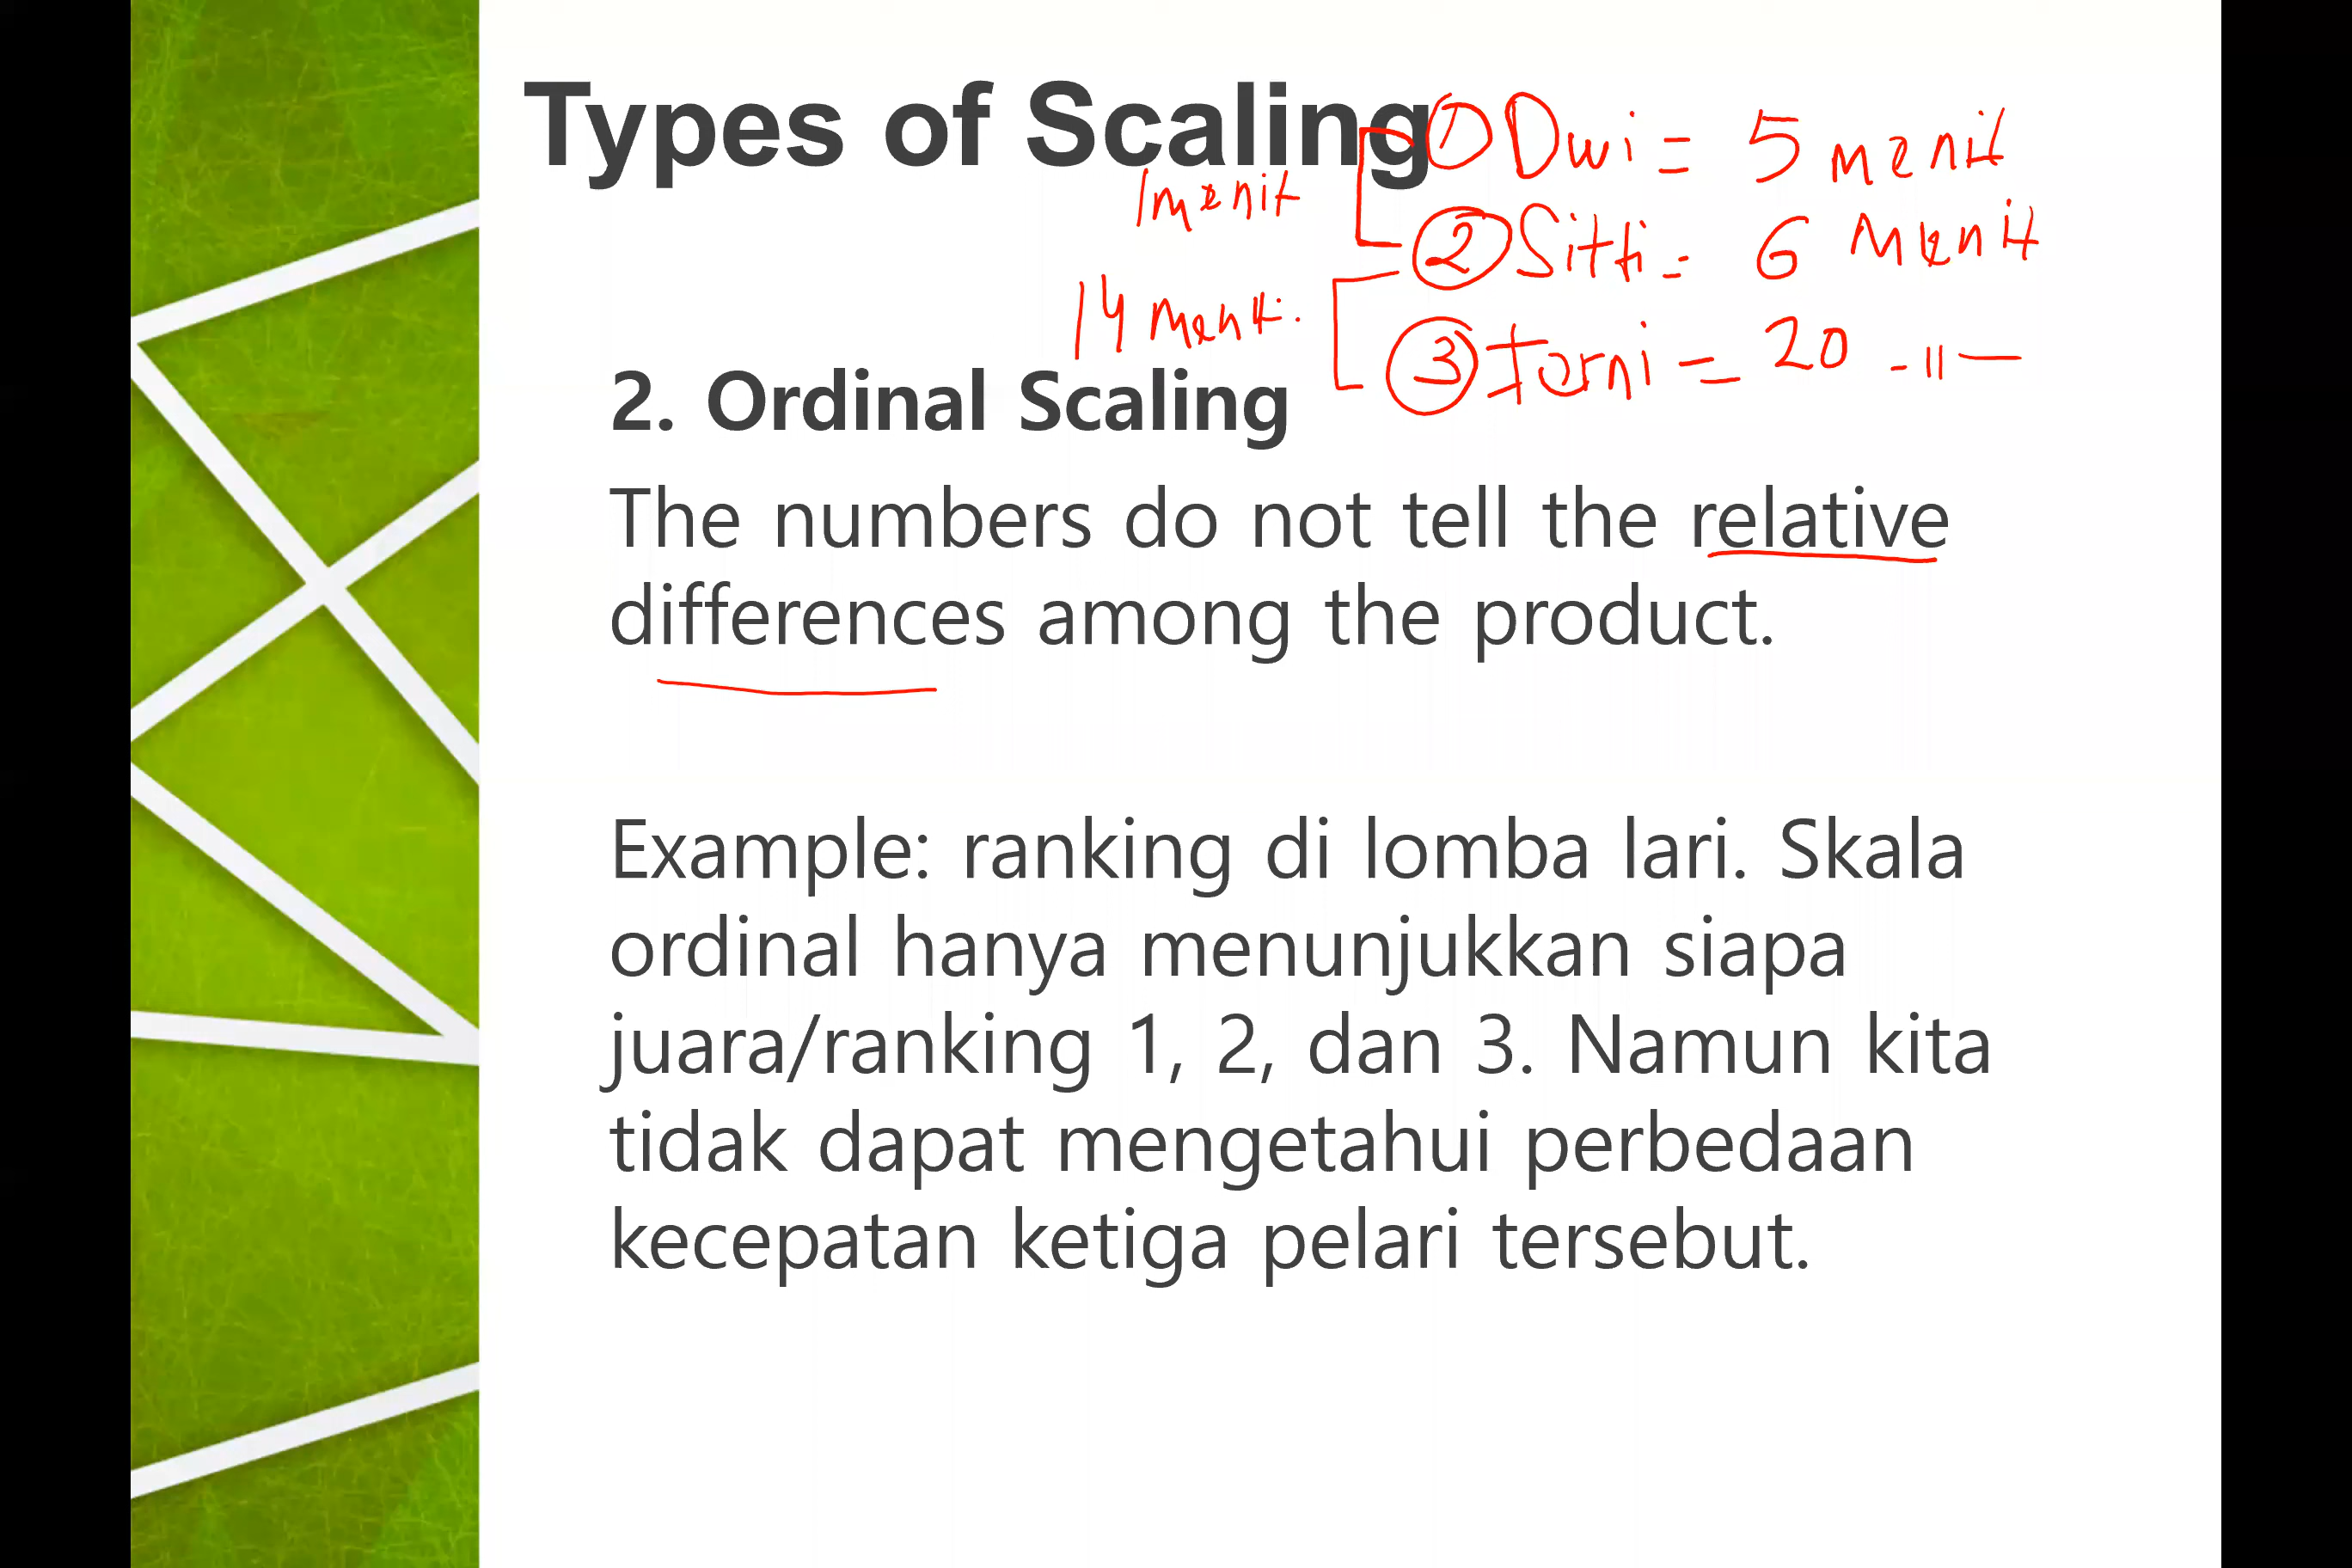 Types of Scaling
① Dwi = 5 menit
1 menit
② Sitti = 6 Menit
14 Menit.
③ = 20 -11-
2. Ordinal Scaling
The numbers do not tell the relative
differences among the product.
Example: ranking di lomba lari. Skala
ordinal hanya menunjukkan siapa
juara/ranking 1, 2, dan 3. Namun kita
tidak dapat mengetahui perbedaan
kecepatan ketiga pelari tersebut.